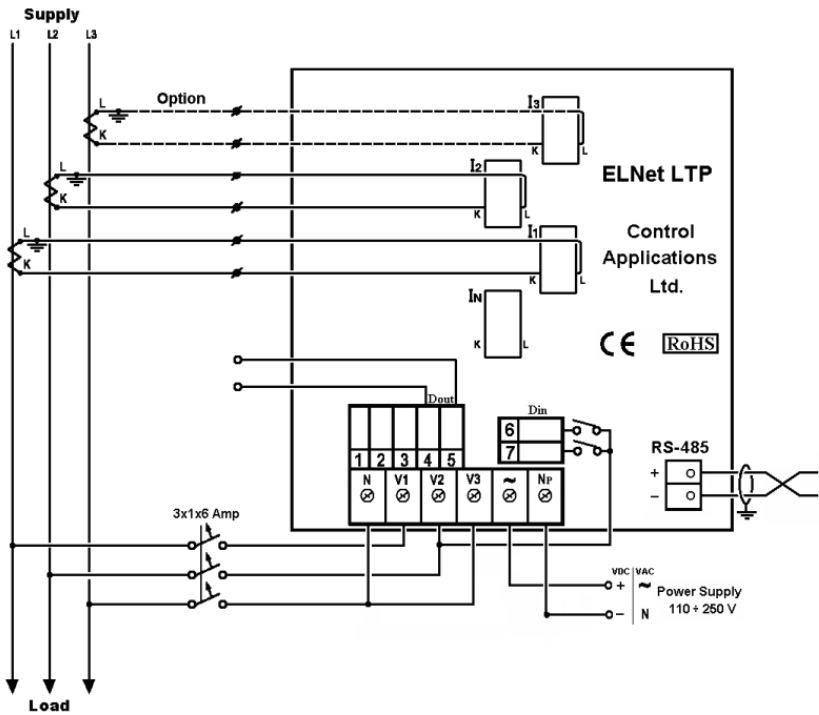 Supply
L1 L2 L3
L Option
K
I3
K L
L
K
I2
K L
ELNet LTP
L
K
I1
K L
Control
Applications
Ltd.
IN
K L
CE RoHS
Dout
1 2 3 4 5
Din
6
7
RS-485
+
−
N V1 V2 V3 ~ NP
3x1x6 Amp
VDC VAC
+ ~ Power Supply
− N 110 ÷ 250 V
Load